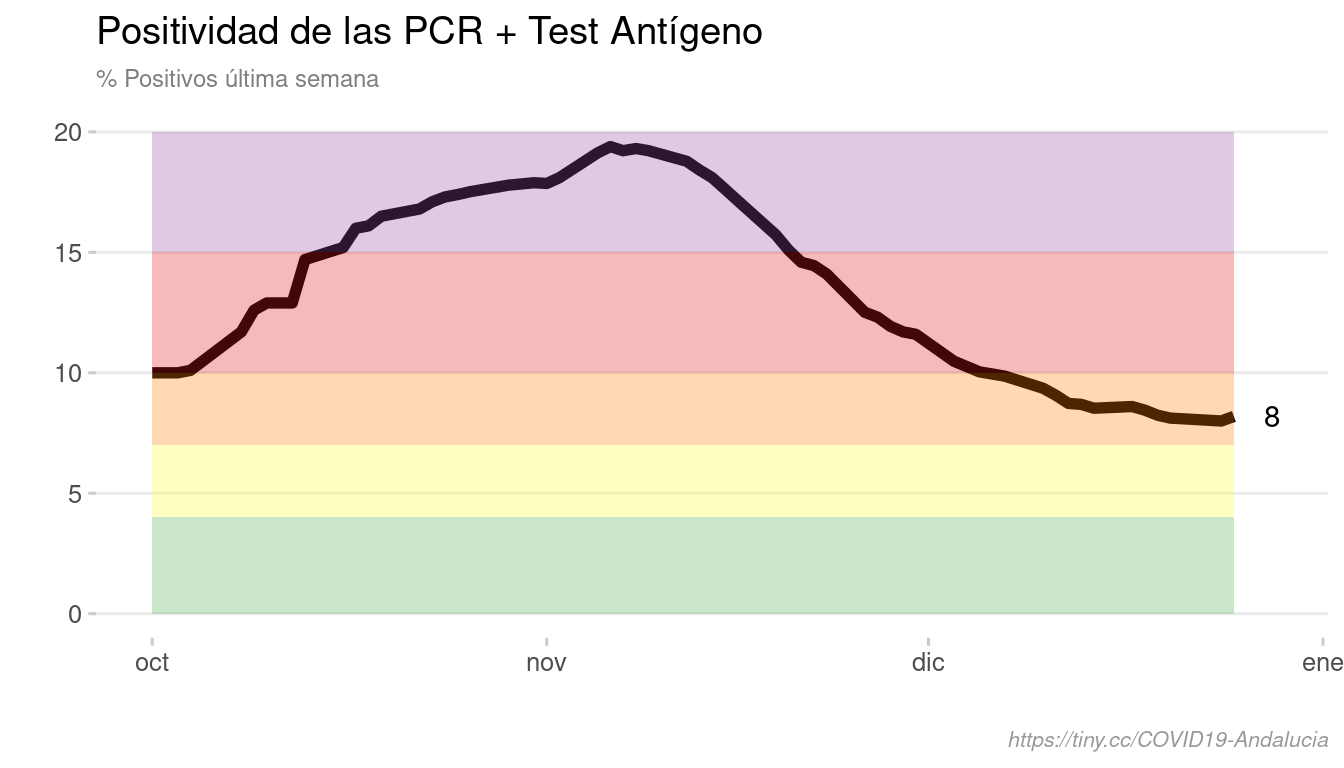 Positividad de las PCR + Test Antígeno
% Positivos última semana
20
15
10
5
0
8
oct nov dic ene
https://tiny.cc/COVID19-Andalucia